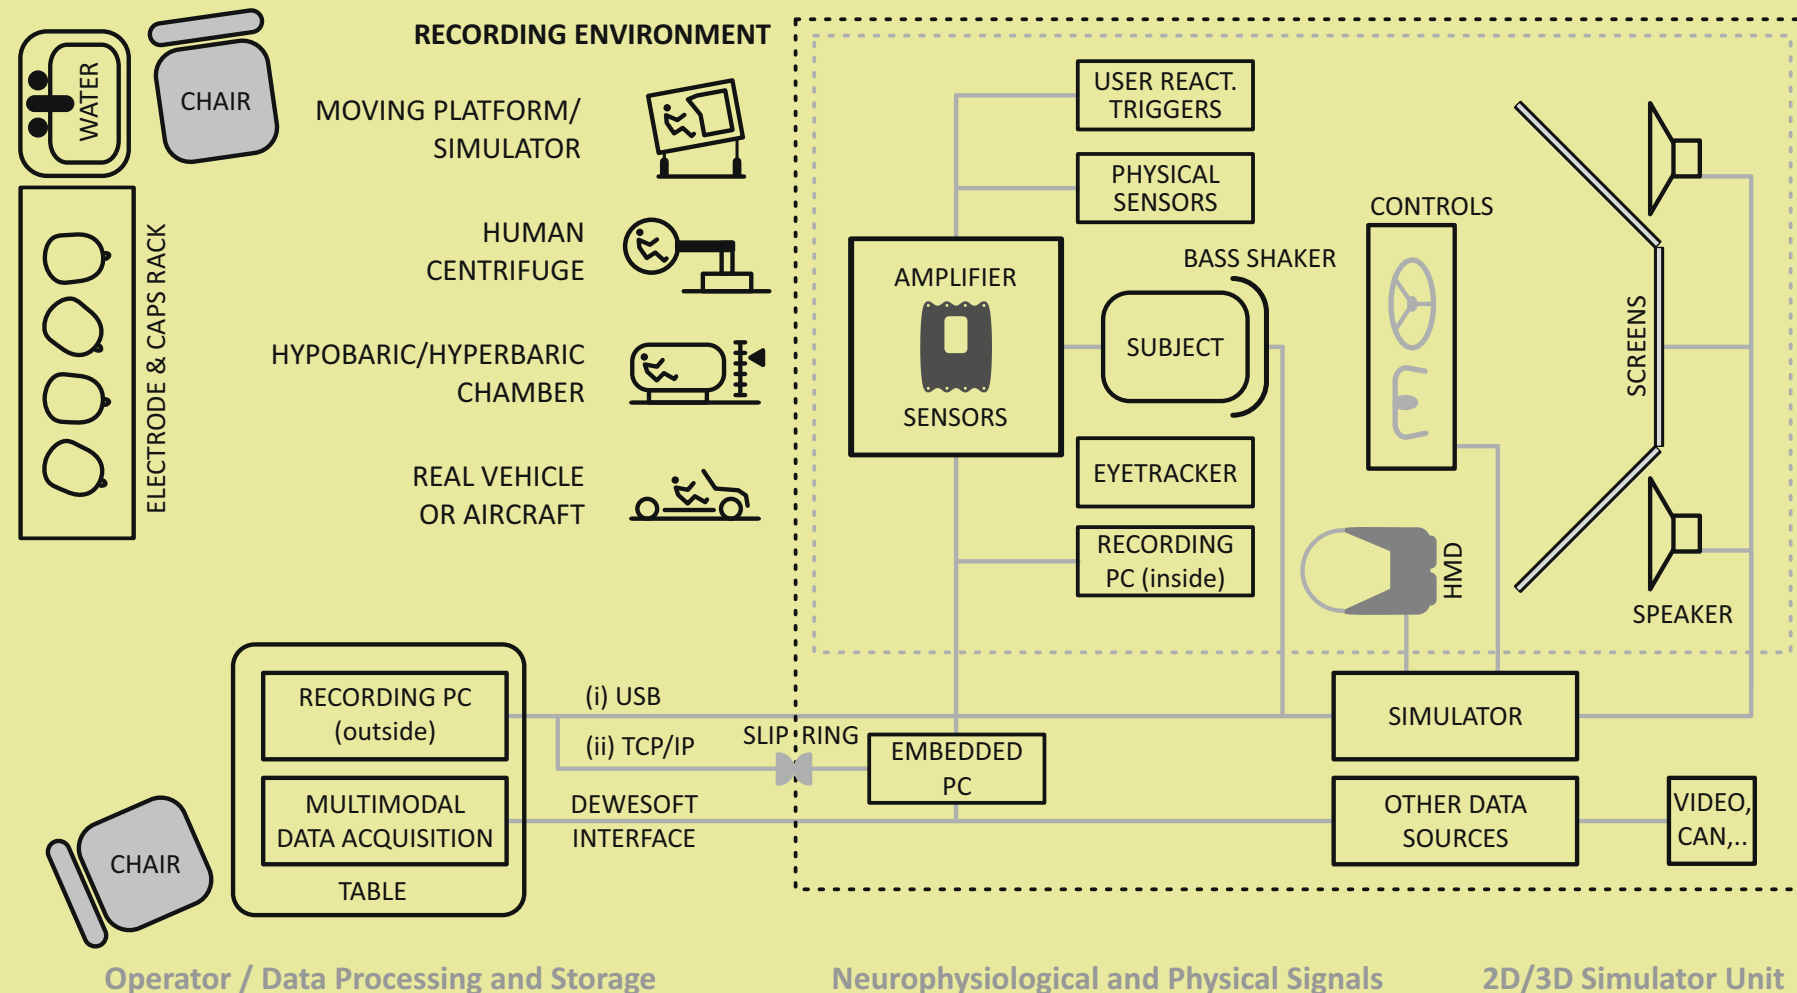 RECORDING ENVIRONMENT
WATER
CHAIR
ELECTRODE & CAPS RACK
MOVING PLATFORM/
SIMULATOR
HUMAN
CENTRIFUGE
HYPOBARIC/HYPERBARIC
CHAMBER
REAL VEHICLE
OR AIRCRAFT
USER REACT.
TRIGGERS
PHYSICAL
SENSORS
AMPLIFIER
SENSORS
SUBJECT
BASS SHAKER
EYETRACKER
RECORDING
PC (inside)
CONTROLS
HMD
SCREENS
SPEAKER
RECORDING PC
(outside)
MULTIMODAL
DATA ACQUISITION
TABLE
CHAIR
(i) USB
(ii) TCP/IP
SLIP RING
DEWESOFT
INTERFACE
EMBEDDED
PC
SIMULATOR
OTHER DATA
SOURCES
VIDEO,
CAN,..
Operator / Data Processing and Storage
Neurophysiological and Physical Signals
2D/3D Simulator Unit